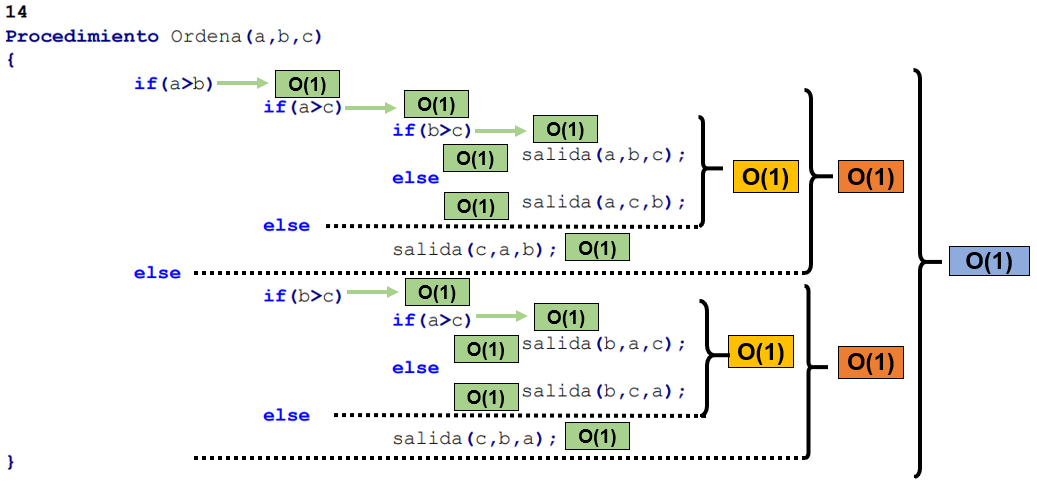 14
Procedimiento Ordena(a,b,c)
{
if(a>b) O(1)
if(a>c) O(1)
if(b>c) O(1)
O(1) salida(a,b,c);
else O(1) O(1)
O(1) salida(a,c,b);
else
salida(c,a,b); O(1)
else O(1)
if(b>c) O(1)
if(a>c) O(1)
O(1) salida(b,a,c);
else O(1) O(1)
O(1) salida(b,c,a);
else
salida(c,b,a); O(1)
}